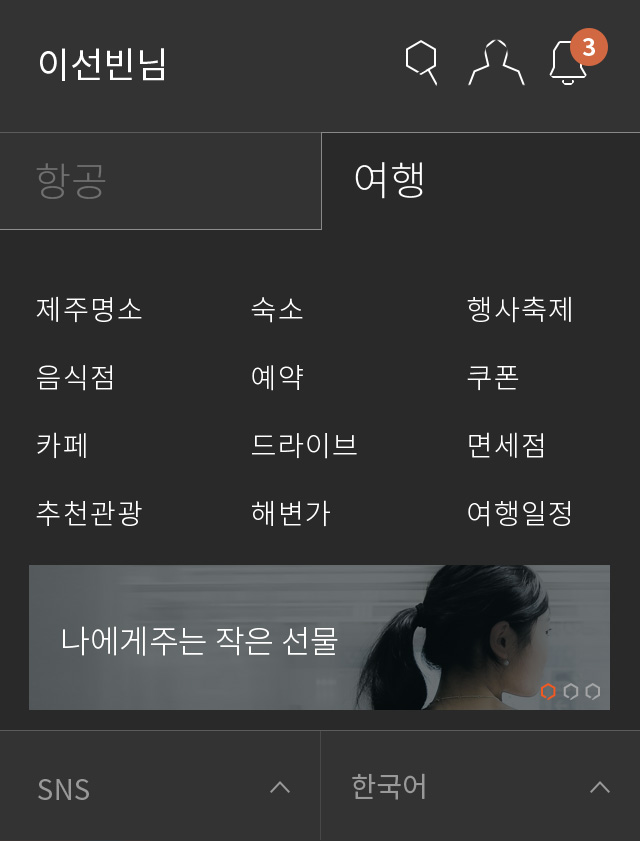 이선빈님
3
항공 여행
제주명소 숙소 행사축제
음식점 예약 쿠폰
카페 드라이브 면세점
추천관광 해변가 여행일정
나에게주는 작은 선물
SNS 한국어